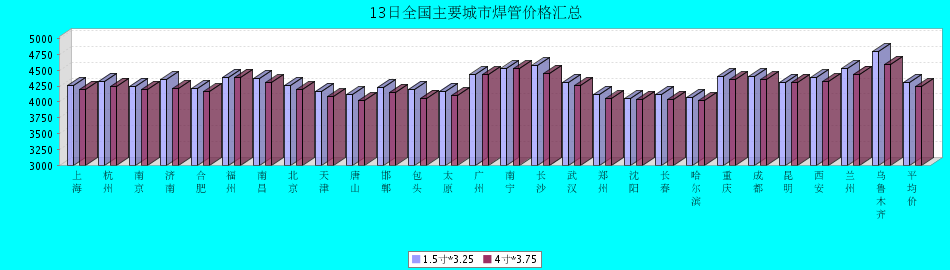 13日全国主要城市焊管价格汇总
5000
4750
4500
4250
4000
3750
3500
3250
3000
上海
杭州
南京
济南
合肥
福州
南昌
北京
天津
唐山
邯郸
包头
太原
广州
南宁
长沙
武汉
郑州
沈阳
长春
哈尔滨
重庆
成都
昆明
西安
兰州
乌鲁木齐
平均价
1.5寸*3.25 4寸*3.75